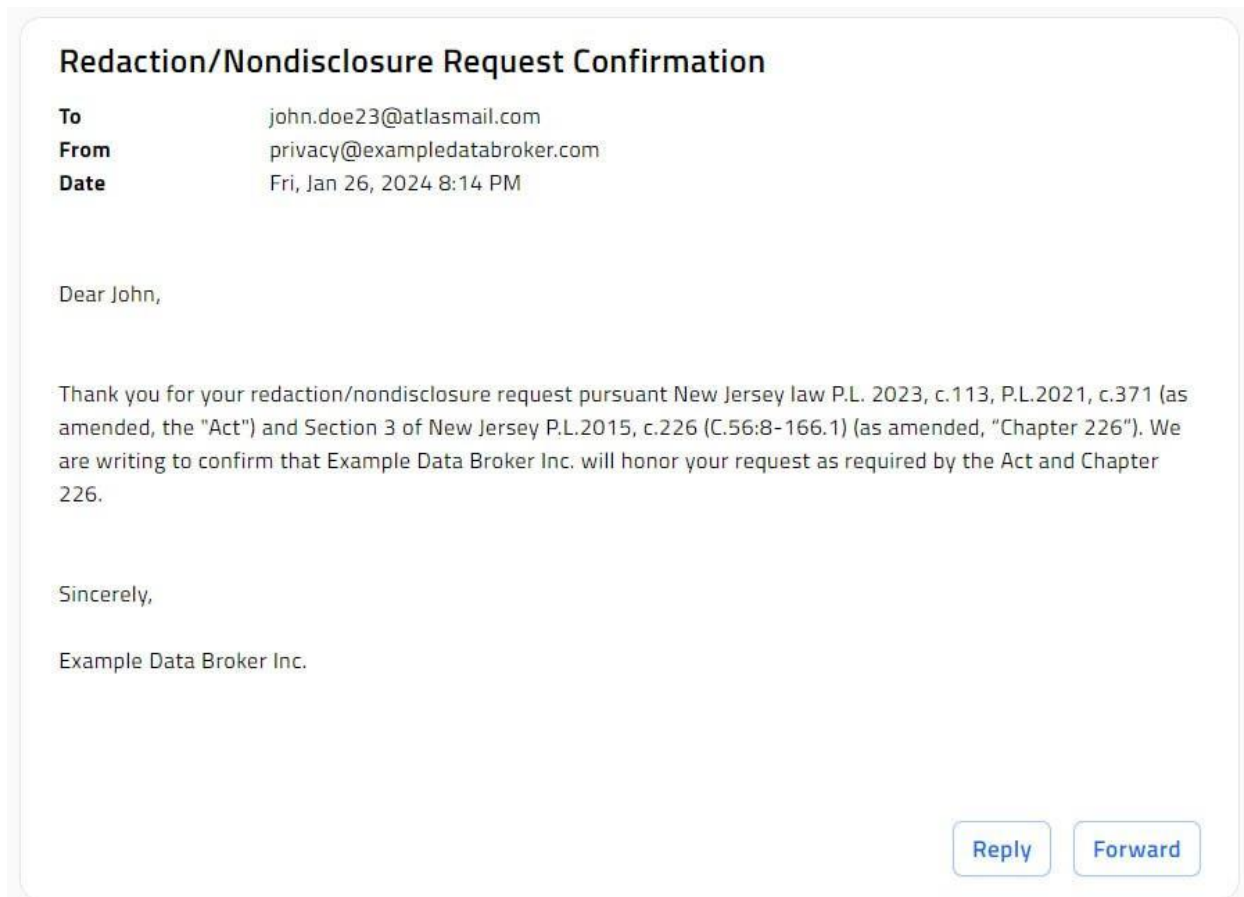 Redaction/Nondisclosure Request Confirmation
To john.doe23@atlasmail.com
From privacy@exampledatabroker.com
Date Fri, Jan 26, 2024 8:14 PM
Dear John,
Thank you for your redaction/nondisclosure request pursuant New Jersey law P.L. 2023, c.113, P.L.2021, c.371 (as
amended, the "Act") and Section 3 of New Jersey P.L.2015, c.226 (C.56:8-166.1) (as amended, “Chapter 226”). We
are writing to confirm that Example Data Broker Inc. will honor your request as required by the Act and Chapter
226.
Sincerely,
Example Data Broker Inc.
Reply Forward